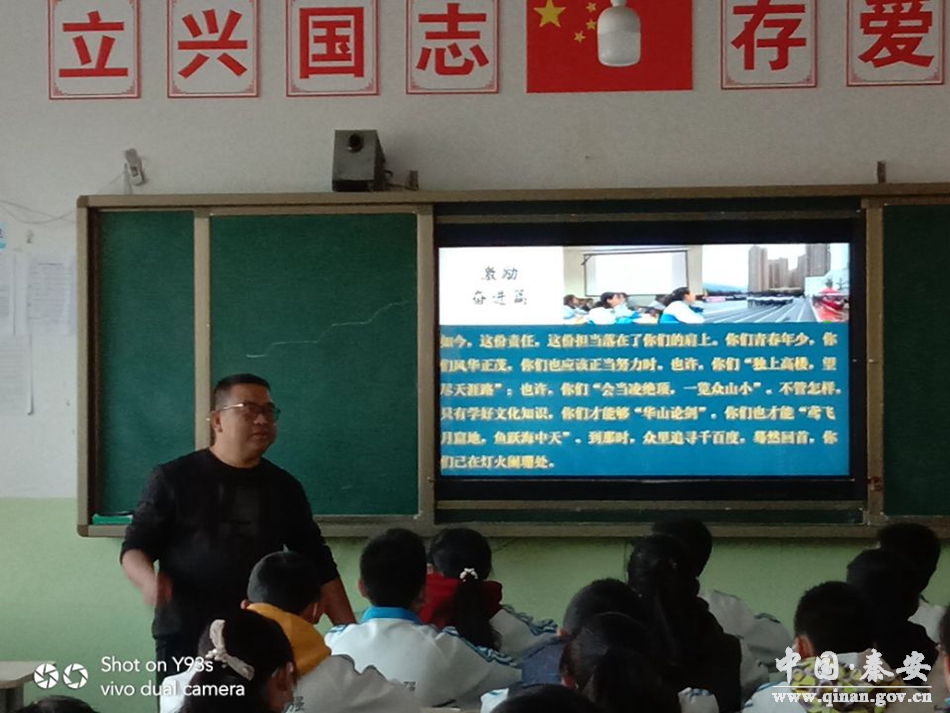 立兴国志
存爱
激励
奋进篇
如今，这份责任，这份担当落在了你们的肩上。你们青春年少，你
们风华正茂，你们也应该正当努力时。也许，你们“独上高楼，望
尽天涯路”；也许，你们“会当凌绝顶，一览众山小”。不管怎样，
只有学好文化知识，你们才能够“华山论剑”。你们也才能“鸢飞
月窟地，鱼跃海中天”。到那时，众里追寻千百度，蓦然回首，你
们已在灯火阑珊处。
Shot on Y93s
vivo dual camera
中国·秦安
www.qinan.gov.cn